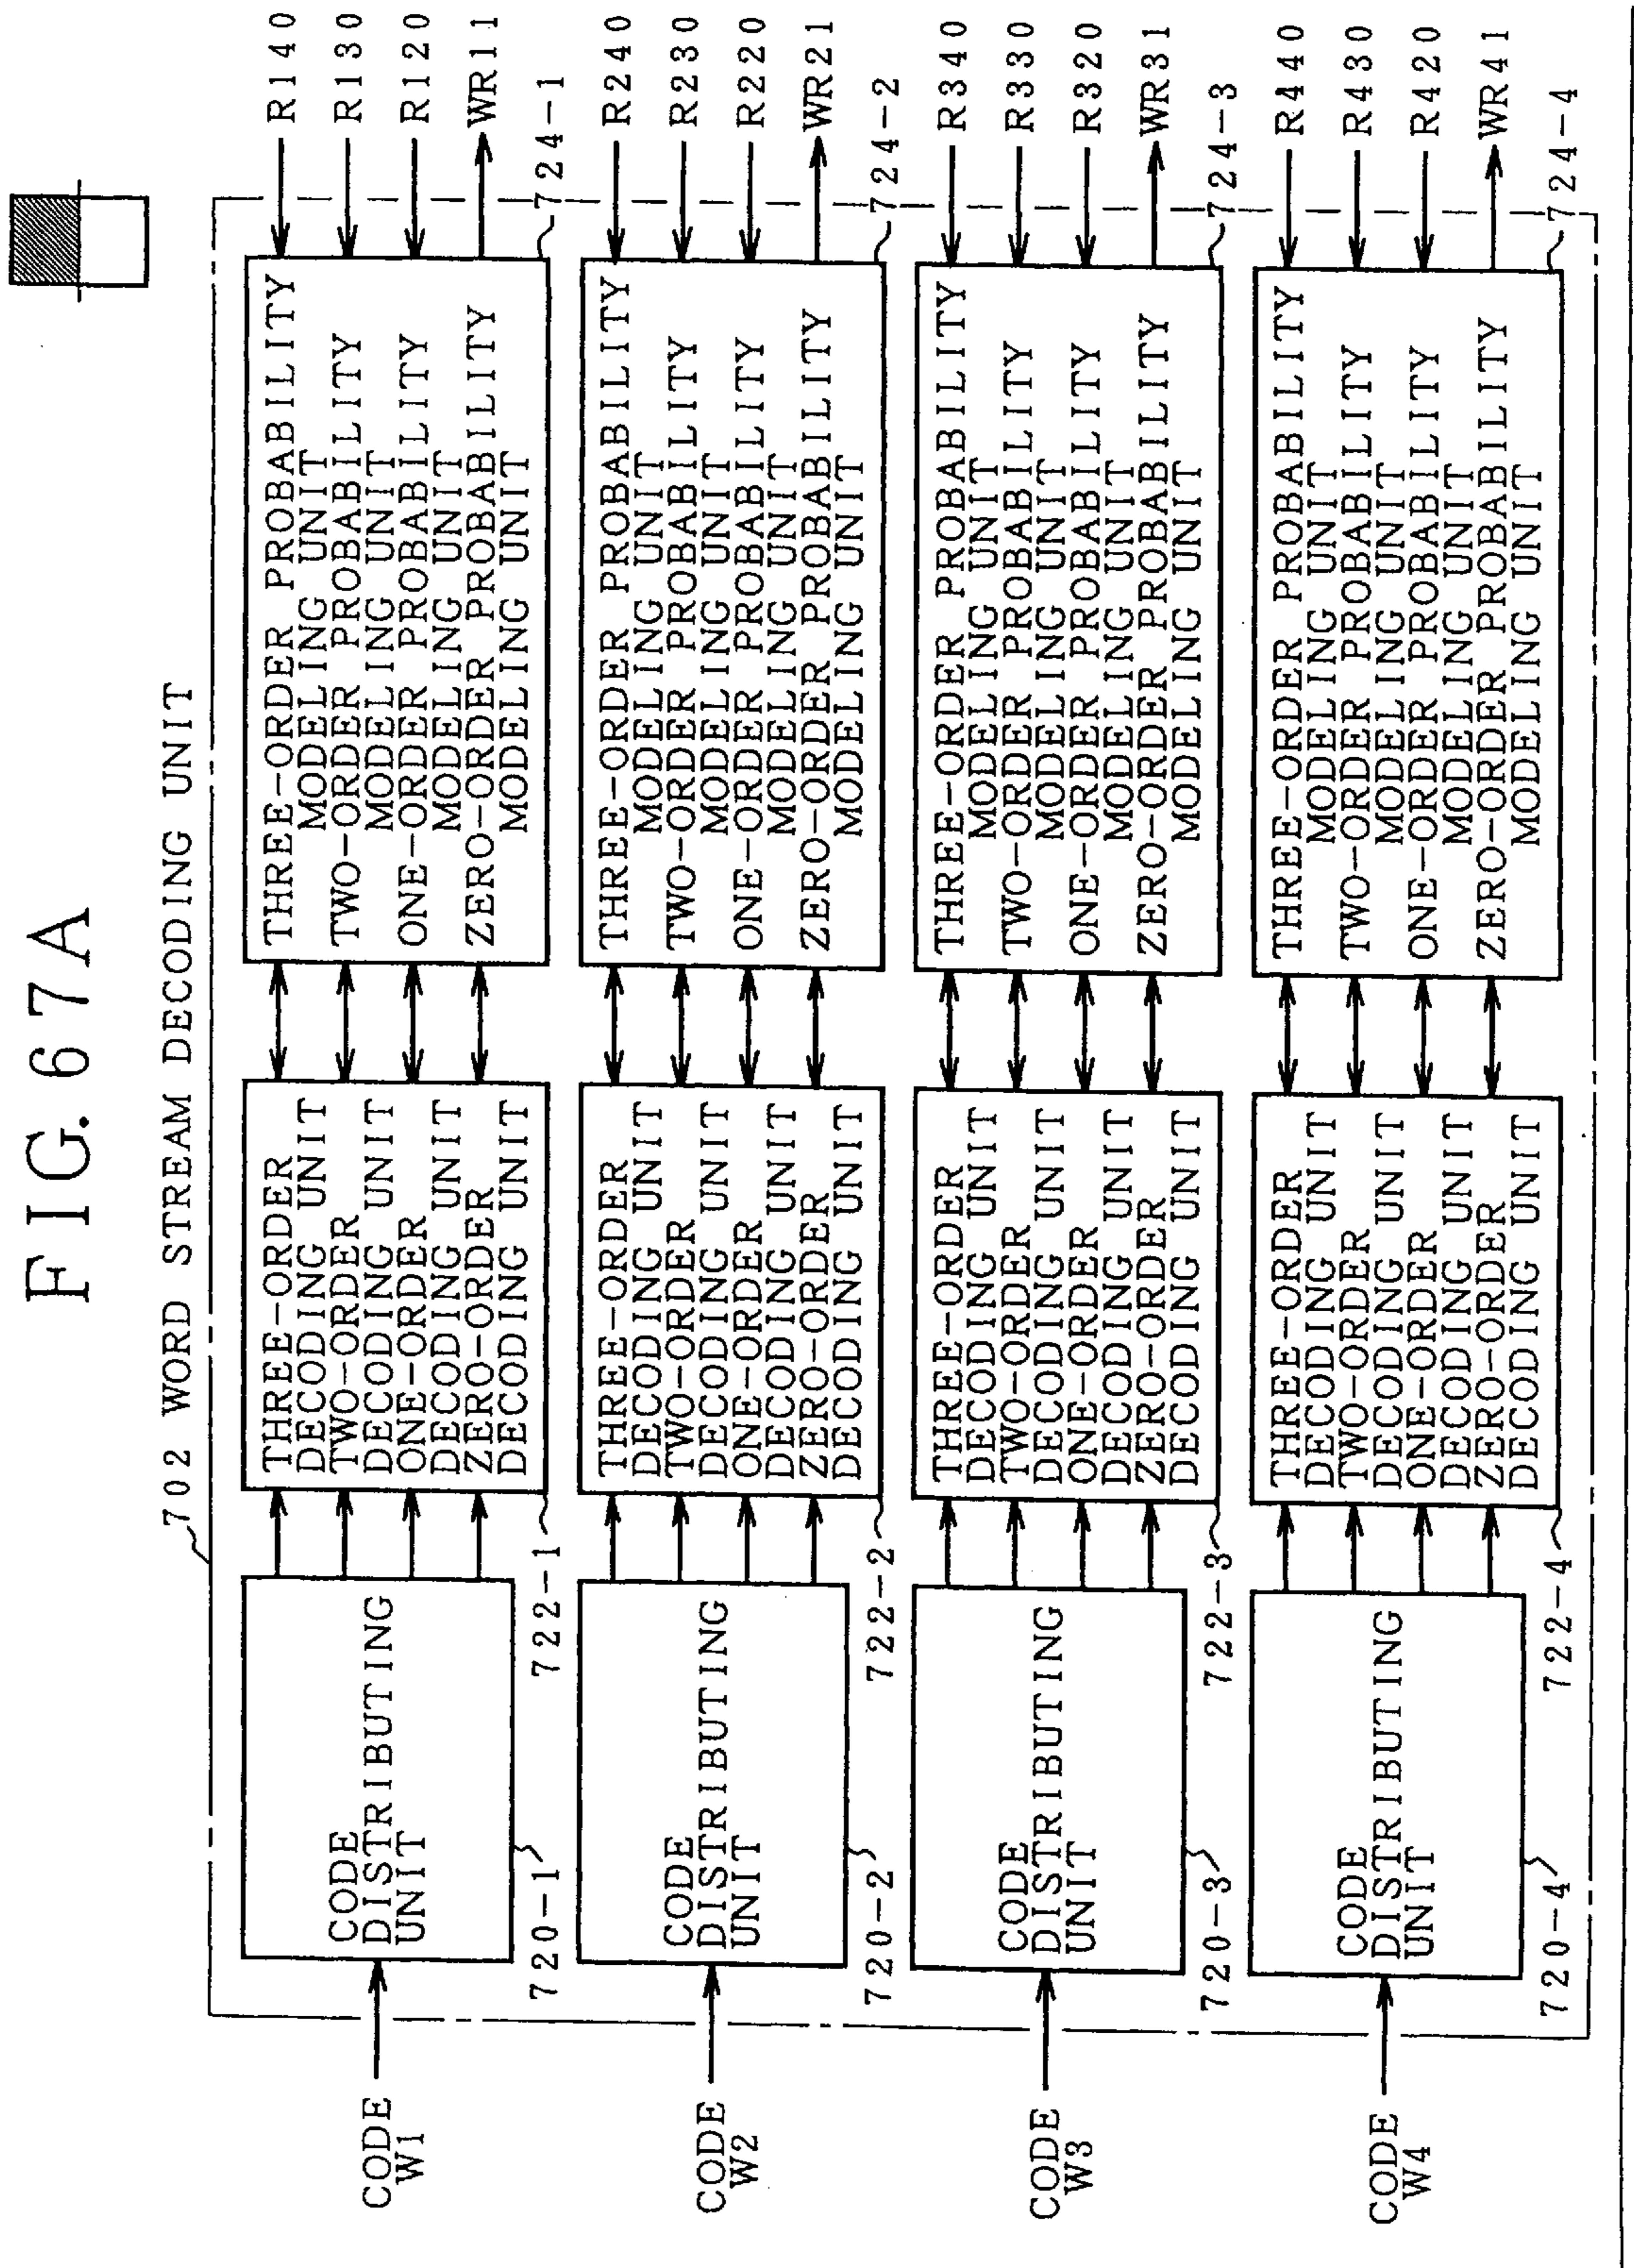 FIG. 67A
702 WORD STREAM DECODING UNIT
CODE
W1
CODE
DISTRIBUTING
UNIT
720-1
THREE-ORDER
DECODING UNIT
TWO-ORDER
DECODING UNIT
ONE-ORDER
DECODING UNIT
ZERO-ORDER
DECODING UNIT
722-1
THREE-ORDER PROBABILITY
MODELING UNIT
TWO-ORDER PROBABILITY
MODELING UNIT
ONE-ORDER PROBABILITY
MODELING UNIT
ZERO-ORDER PROBABILITY
MODELING UNIT
724-1
R140
R130
R120
WR11
CODE
W2
CODE
DISTRIBUTING
UNIT
720-2
THREE-ORDER
DECODING UNIT
TWO-ORDER
DECODING UNIT
ONE-ORDER
DECODING UNIT
ZERO-ORDER
DECODING UNIT
722-2
THREE-ORDER PROBABILITY
MODELING UNIT
TWO-ORDER PROBABILITY
MODELING UNIT
ONE-ORDER PROBABILITY
MODELING UNIT
ZERO-ORDER PROBABILITY
MODELING UNIT
724-2
R240
R230
R220
WR21
CODE
W3
CODE
DISTRIBUTING
UNIT
720-3
THREE-ORDER
DECODING UNIT
TWO-ORDER
DECODING UNIT
ONE-ORDER
DECODING UNIT
ZERO-ORDER
DECODING UNIT
722-3
THREE-ORDER PROBABILITY
MODELING UNIT
TWO-ORDER PROBABILITY
MODELING UNIT
ONE-ORDER PROBABILITY
MODELING UNIT
ZERO-ORDER PROBABILITY
MODELING UNIT
724-3
R340
R330
R320
WR31
CODE
W4
CODE
DISTRIBUTING
UNIT
720-4
THREE-ORDER
DECODING UNIT
TWO-ORDER
DECODING UNIT
ONE-ORDER
DECODING UNIT
ZERO-ORDER
DECODING UNIT
722-4
THREE-ORDER PROBABILITY
MODELING UNIT
TWO-ORDER PROBABILITY
MODELING UNIT
ONE-ORDER PROBABILITY
MODELING UNIT
ZERO-ORDER PROBABILITY
MODELING UNIT
724-4
R440
R430
R420
WR41